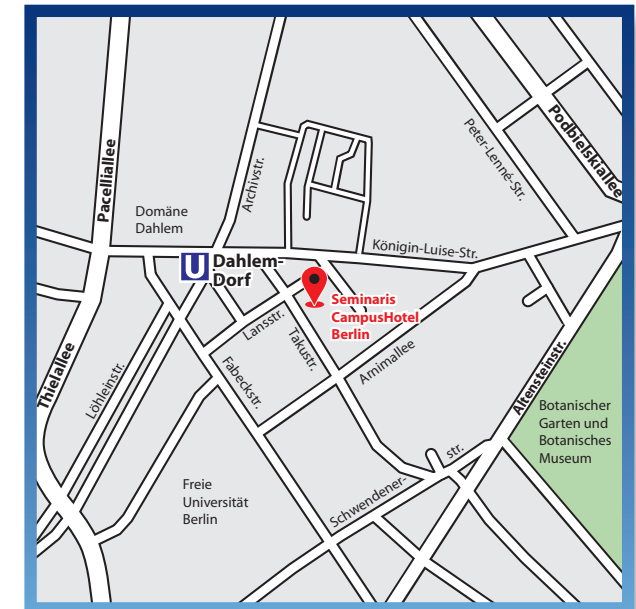 Podbielskiallee
Peter-Lenné-Str.
Pacelliallee
Archivstr.
Domäne
Dahlem
Königin-Luise-Str.
U Dahlem-
Dorf
Seminaris
CampusHotel
Berlin
Lansstr.
Takustr.
Arnimallee
Fabeckstr.
Löhleinstr.
Thielallee
Altensteinstr.
Botanischer
Garten und
Botanisches
Museum
Freie
Universität
Berlin
Schwendener-
str.